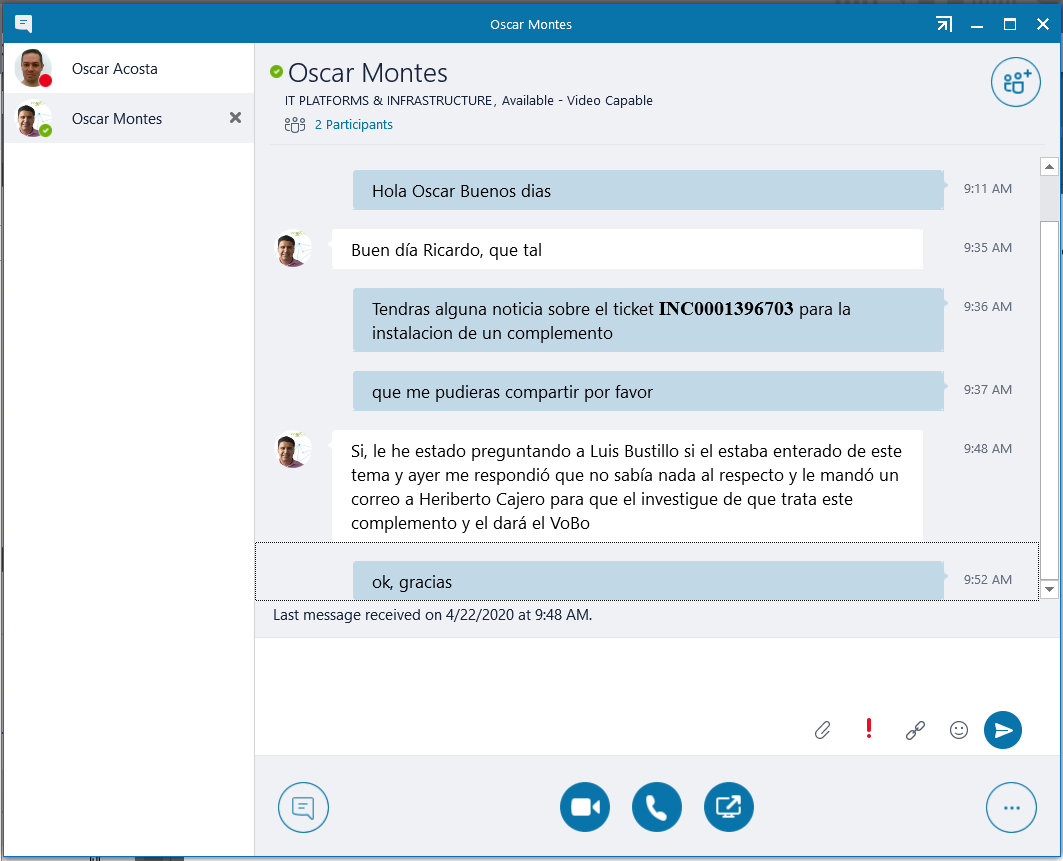 Oscar Montes
Oscar Acosta
Oscar Montes
Oscar Montes
IT PLATFORMS & INFRASTRUCTURE, Available - Video Capable
2 Participants
Hola Oscar Buenos dias
9:11 AM
Buen día Ricardo, que tal
9:35 AM
Tendras alguna noticia sobre el ticket INC0001396703 para la
instalacion de un complemento
9:36 AM
que me pudieras compartir por favor
9:37 AM
Si, le he estado preguntando a Luis Bustillo si el estaba enterado de este
tema y ayer me respondió que no sabía nada al respecto y le mandó un
correo a Heriberto Cajero para que el investigue de que trata este
complemento y el dará el VoBo
9:48 AM
ok, gracias
9:52 AM
Last message received on 4/22/2020 at 9:48 AM.